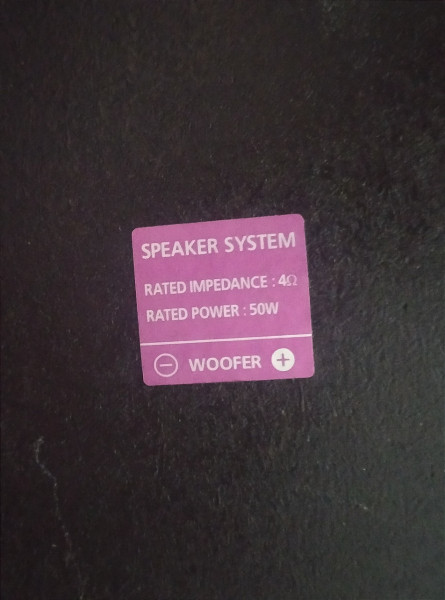 SPEAKER SYSTEM
RATED IMPEDANCE : 4Ω
RATED POWER : 50W
⊖ WOOFER ⊕